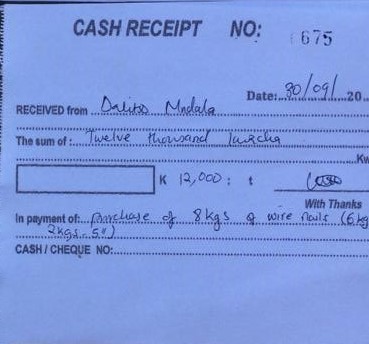 CASH RECEIPT NO: 675
Date: 30/09/ 20
RECEIVED from Dalitso Mndala
The sum of: Twelve thousand kwacha
Kw
K 12,000 : t
With Thanks
In payment of: purchase of 8kgs of wire nails (6kg
2kgs - 5")
CASH / CHEQUE NO: